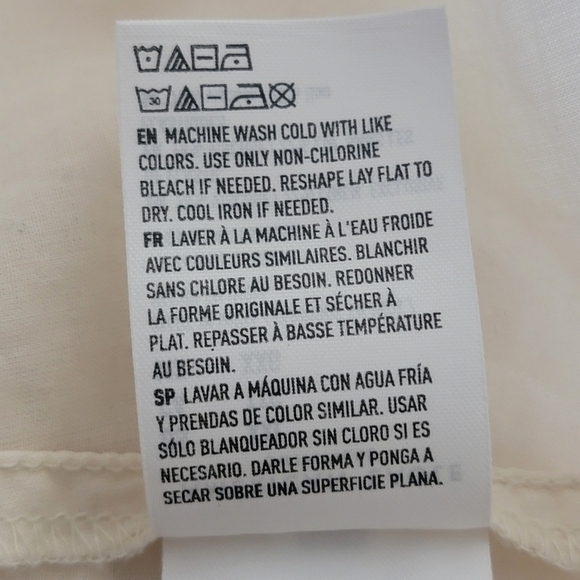 30
EN MACHINE WASH COLD WITH LIKE
COLORS. USE ONLY NON-CHLORINE
BLEACH IF NEEDED. RESHAPE LAY FLAT TO
DRY. COOL IRON IF NEEDED.
FR LAVER À LA MACHINE À L'EAU FROIDE
AVEC COULEURS SIMILAIRES. BLANCHIR
SANS CHLORE AU BESOIN. REDONNER
LA FORME ORIGINALE ET SÉCHER À
PLAT. REPASSER À BASSE TEMPÉRATURE
AU BESOIN.
SP LAVAR A MÁQUINA CON AGUA FRÍA
Y PRENDAS DE COLOR SIMILAR. USAR
SÓLO BLANQUEADOR SIN CLORO SI ES
NECESARIO. DARLE FORMA Y PONGA A
SECAR SOBRE UNA SUPERFICIE PLANA.